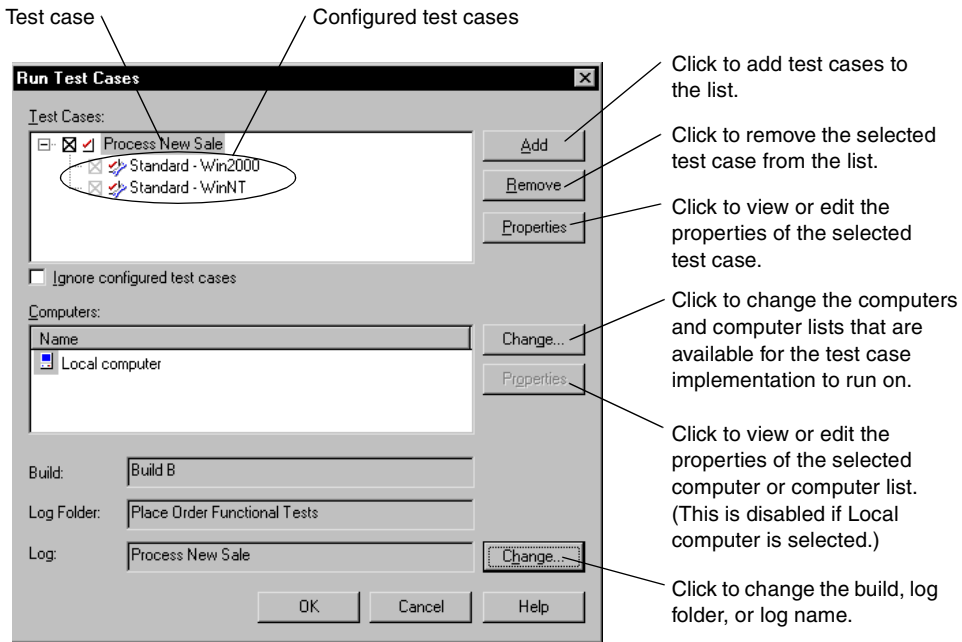 Test case
Configured test cases
Run Test Cases
Test Cases:
Process New Sale
Standard - Win2000
Standard - WinNT
Add
Remove
Properties
Ignore configured test cases
Computers:
Name
Local computer
Change...
Properties
Build:
Build B
Log Folder:
Place Order Functional Tests
Log:
Process New Sale
Change...
OK
Cancel
Help
Click to add test cases to
the list.
Click to remove the selected
test case from the list.
Click to view or edit the
properties of the selected
test case.
Click to change the computers
and computer lists that are
available for the test case
implementation to run on.
Click to view or edit the
properties of the selected
computer or computer list.
(This is disabled if Local
computer is selected.)
Click to change the build, log
folder, or log name.